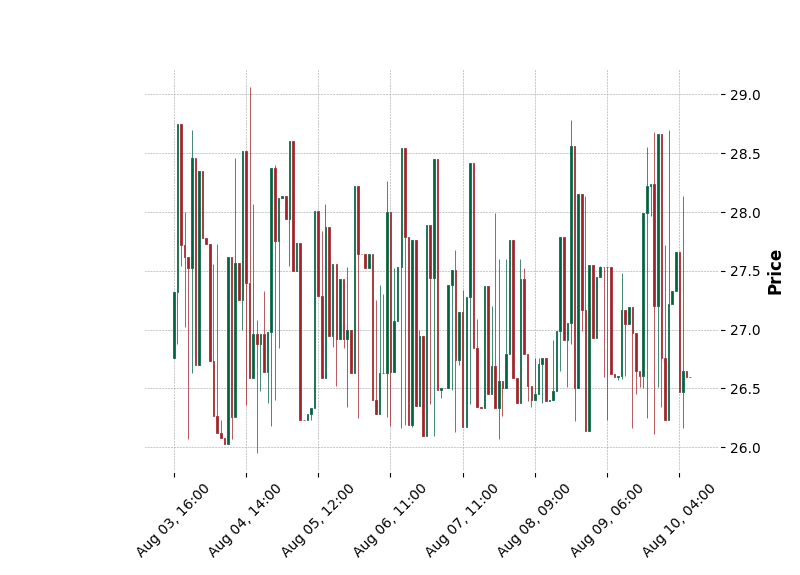 29.0
28.5
28.0
27.5
27.0
26.5
26.0
Price
Aug 03, 16:00
Aug 04, 14:00
Aug 05, 12:00
Aug 06, 11:00
Aug 07, 11:00
Aug 08, 09:00
Aug 09, 06:00
Aug 10, 04:00